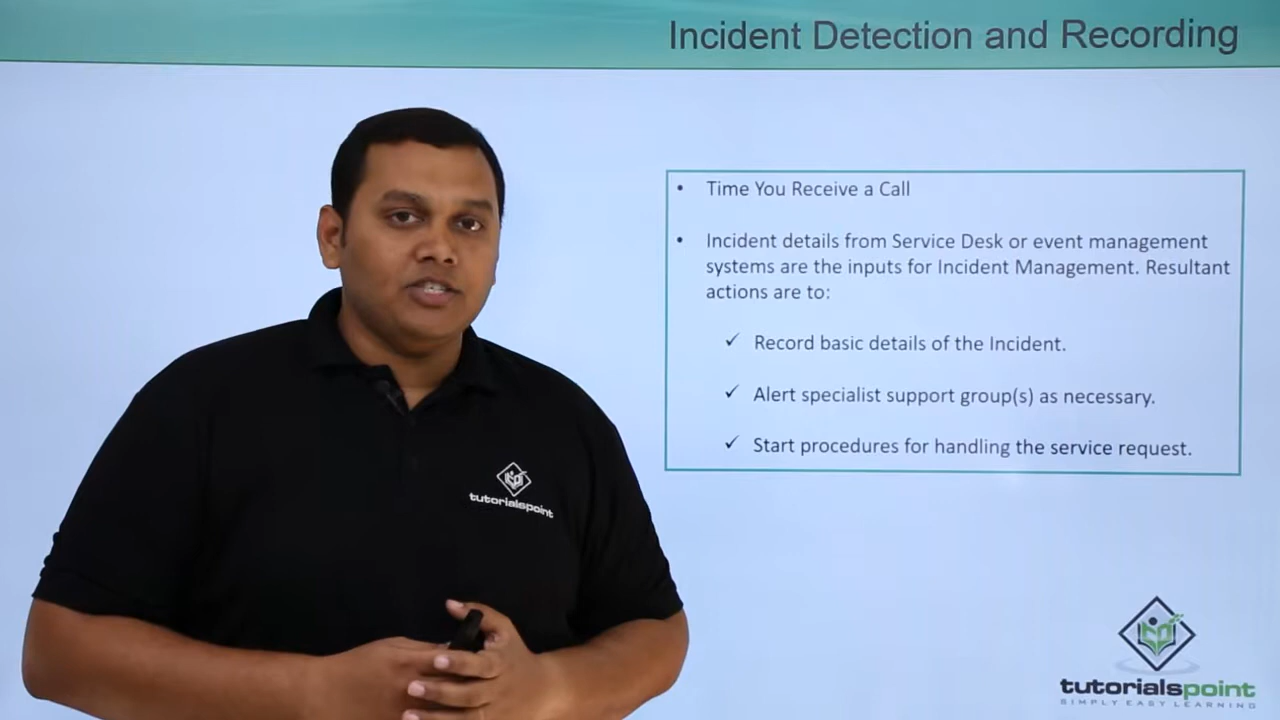 Incident Detection and Recording
• Time You Receive a Call
• Incident details from Service Desk or event management
systems are the inputs for Incident Management. Resultant
actions are to:
✓ Record basic details of the Incident.
✓ Alert specialist support group(s) as necessary.
✓ Start procedures for handling the service request.
tutorialspoint
tutorialspoint
SIMPLY EASY LEARNING